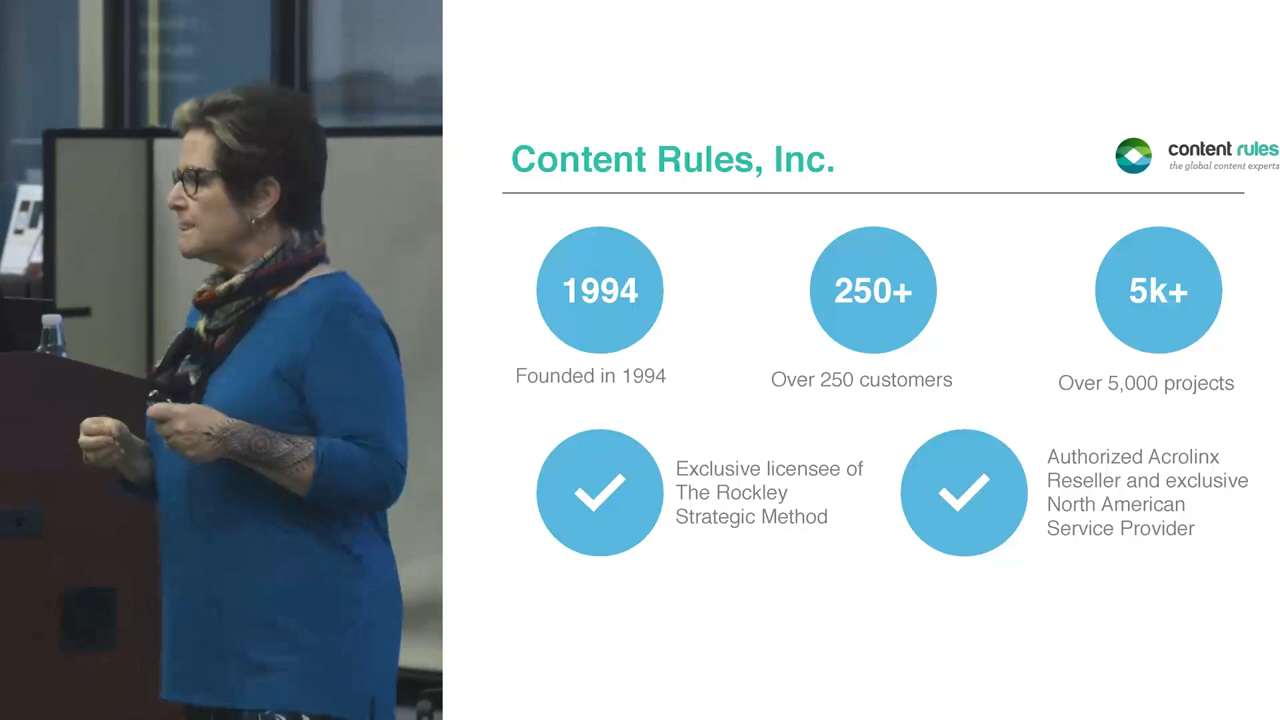 Content Rules, Inc.
content rules
the global content experts
1994
250+
5k+
Founded in 1994
Over 250 customers
Over 5,000 projects
Exclusive licensee of
The Rockley
Strategic Method
Authorized Acrolinx
Reseller and exclusive
North American
Service Provider